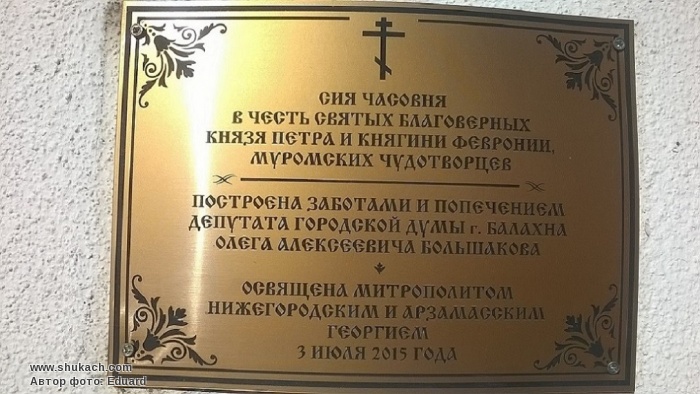 СИЯ ЧАСОВНЯ
В ЧЕСТЬ СВЯТЫХ БЛАГОВЕРНЫХ
КНЯЗЯ ПЕТРА И КНЯГИНИ ФЕВРОНИИ,
МУРОМСКИХ ЧУДОТВОРЦЕВ
ПОСТРОЕНА ЗАБОТАМИ И ПОПЕЧЕНИЕМ
ДЕПУТАТА ГОРОДСКОЙ ДУМЫ г. БАЛАХНА
ОЛЕГА АЛЕКСЕЕВИЧА БОЛЬШАКОВА
ОСВЯЩЕНА МИТРОПОЛИТОМ
НИЖЕГОРОДСКИМ И АРЗАМАССКИМ
ГЕОРГИЕМ
3 ИЮЛЯ 2015 ГОДА
www.shukach.com
Автор фото: Eduard